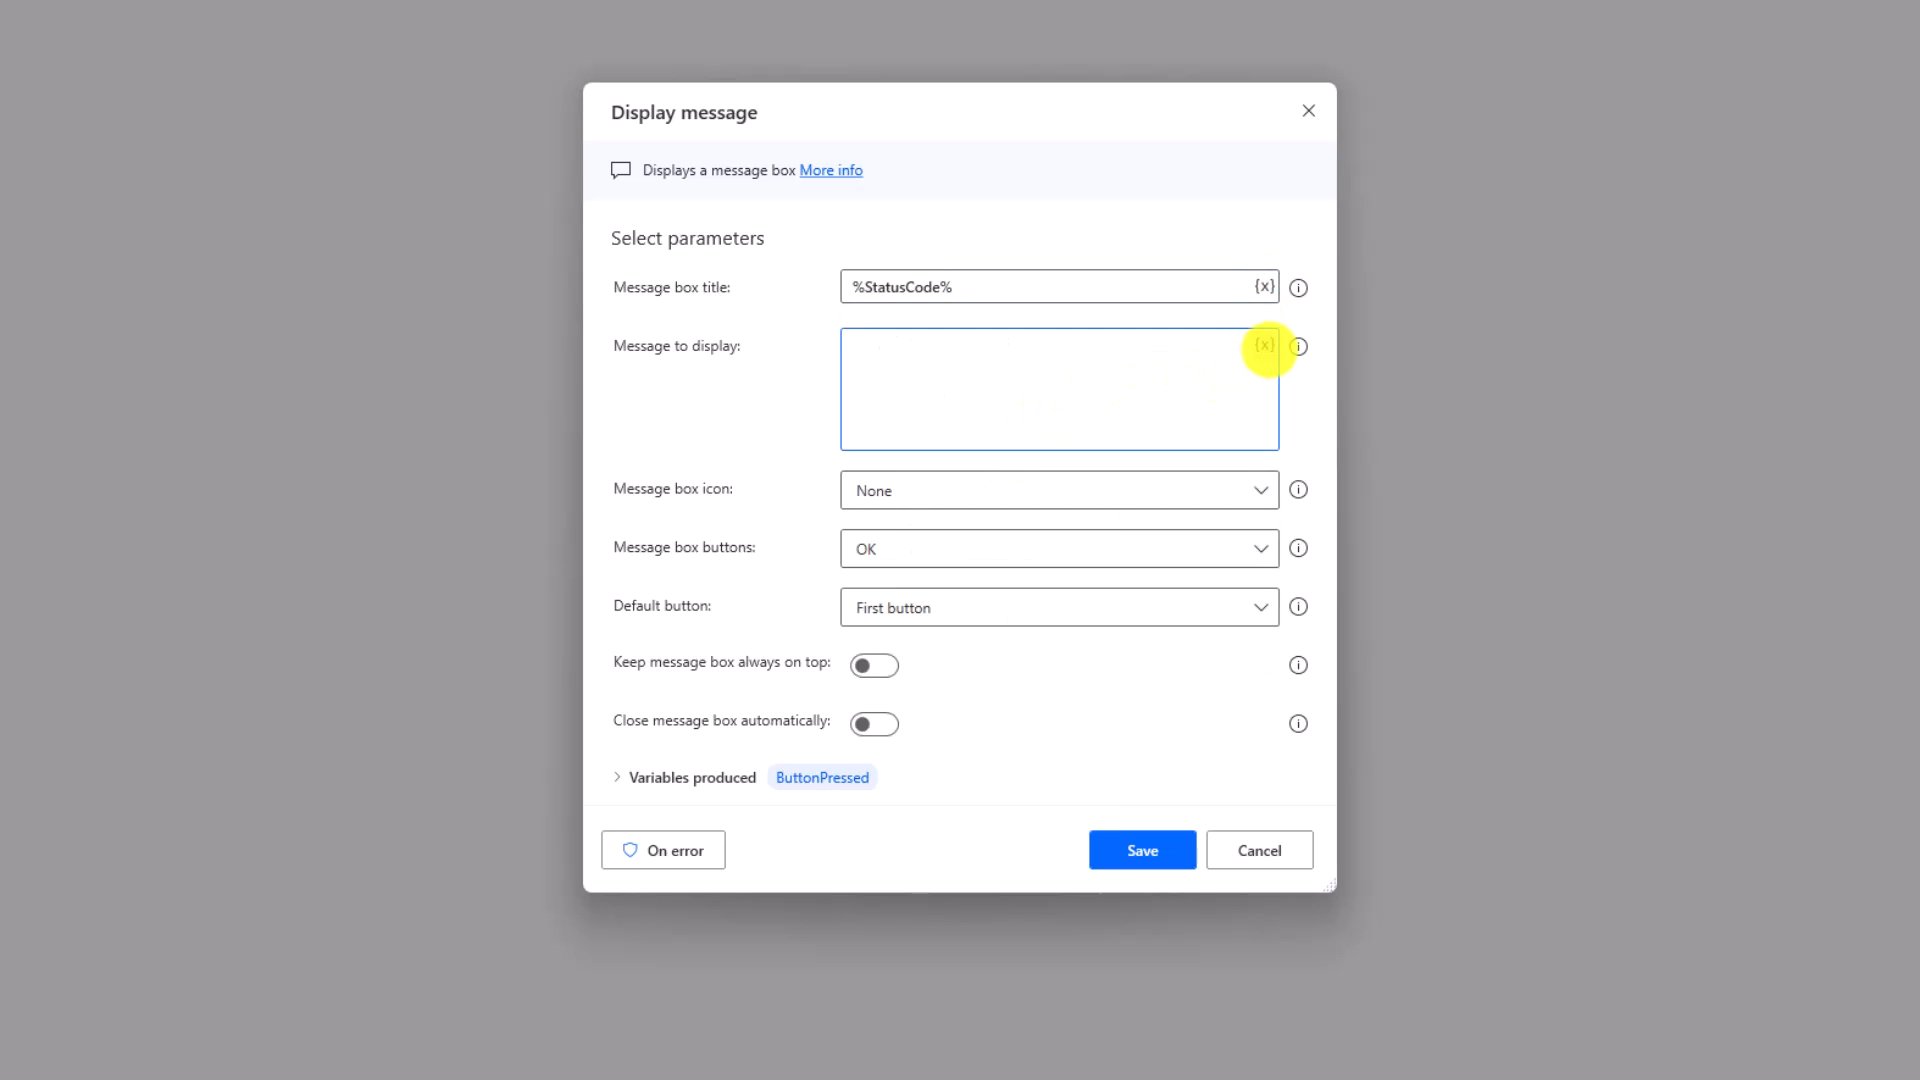 Display message
Displays a message box More info
Select parameters
Message box title: %StatusCode% {x}
Message to display: {x}
Message box icon: None
Message box buttons: OK
Default button: First button
Keep message box always on top:
Close message box automatically:
Variables produced ButtonPressed
On error Save Cancel